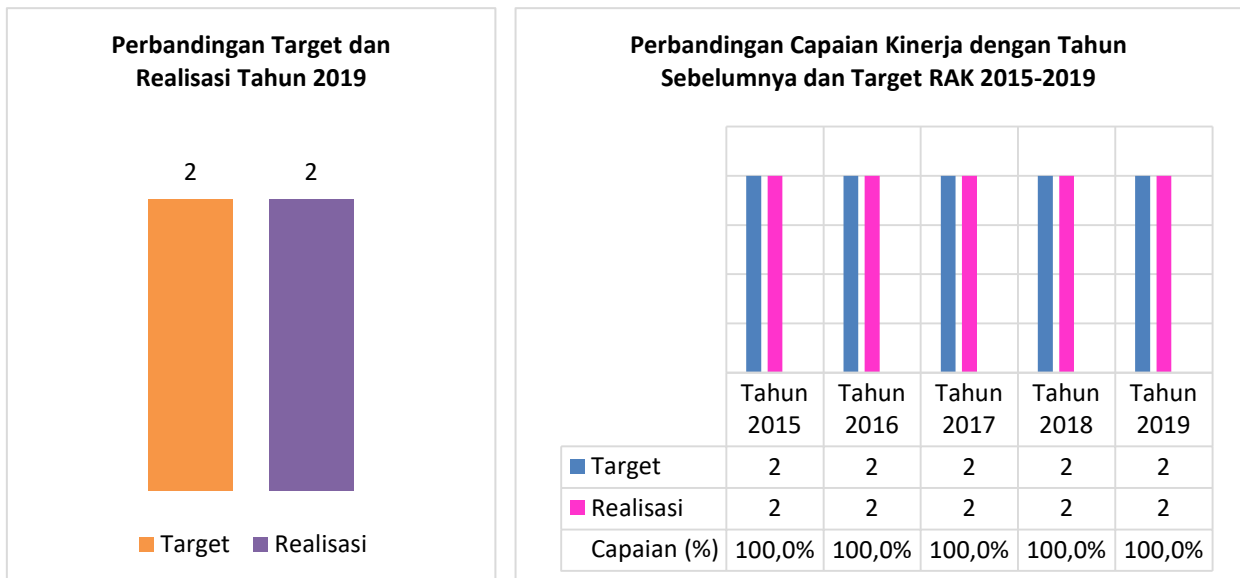 Perbandingan Target dan
Realisasi Tahun 2019
2 2
Target Realisasi
Perbandingan Capaian Kinerja dengan Tahun
Sebelumnya dan Target RAK 2015-2019
Tahun Tahun Tahun Tahun Tahun
2015 2016 2017 2018 2019
Target 2 2 2 2 2
Realisasi 2 2 2 2 2
Capaian (%) 100,0% 100,0% 100,0% 100,0% 100,0%